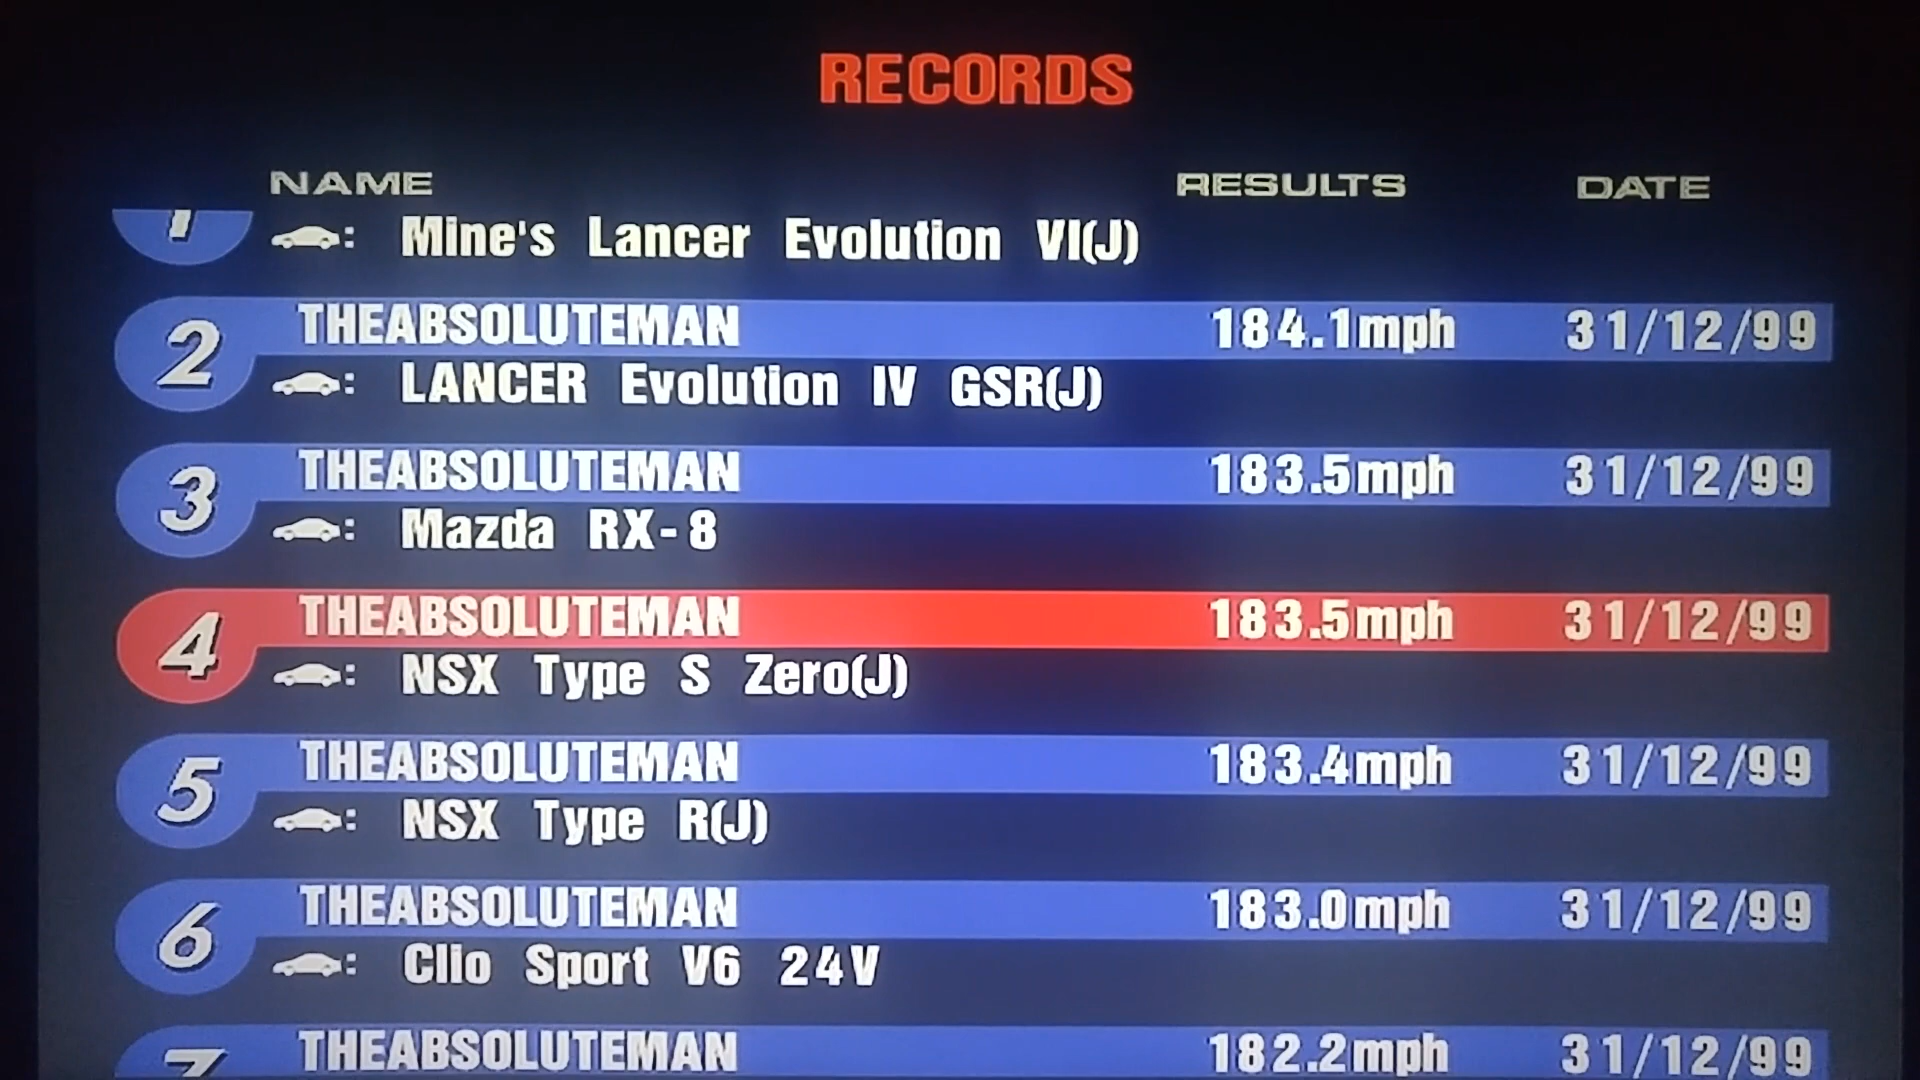 RECORDS
NAME RESULTS DATE
1 : Mine's Lancer Evolution VI(J)
2 THEABSOLUTEMAN 184.1mph 31/12/99
: LANCER Evolution IV GSR(J)
3 THEABSOLUTEMAN 183.5mph 31/12/99
: Mazda RX-8
4 THEABSOLUTEMAN 183.5mph 31/12/99
: NSX Type S Zero(J)
5 THEABSOLUTEMAN 183.4mph 31/12/99
: NSX Type R(J)
6 THEABSOLUTEMAN 183.0mph 31/12/99
: Clio Sport V6 24V
7 THEABSOLUTEMAN 182.2mph 31/12/99